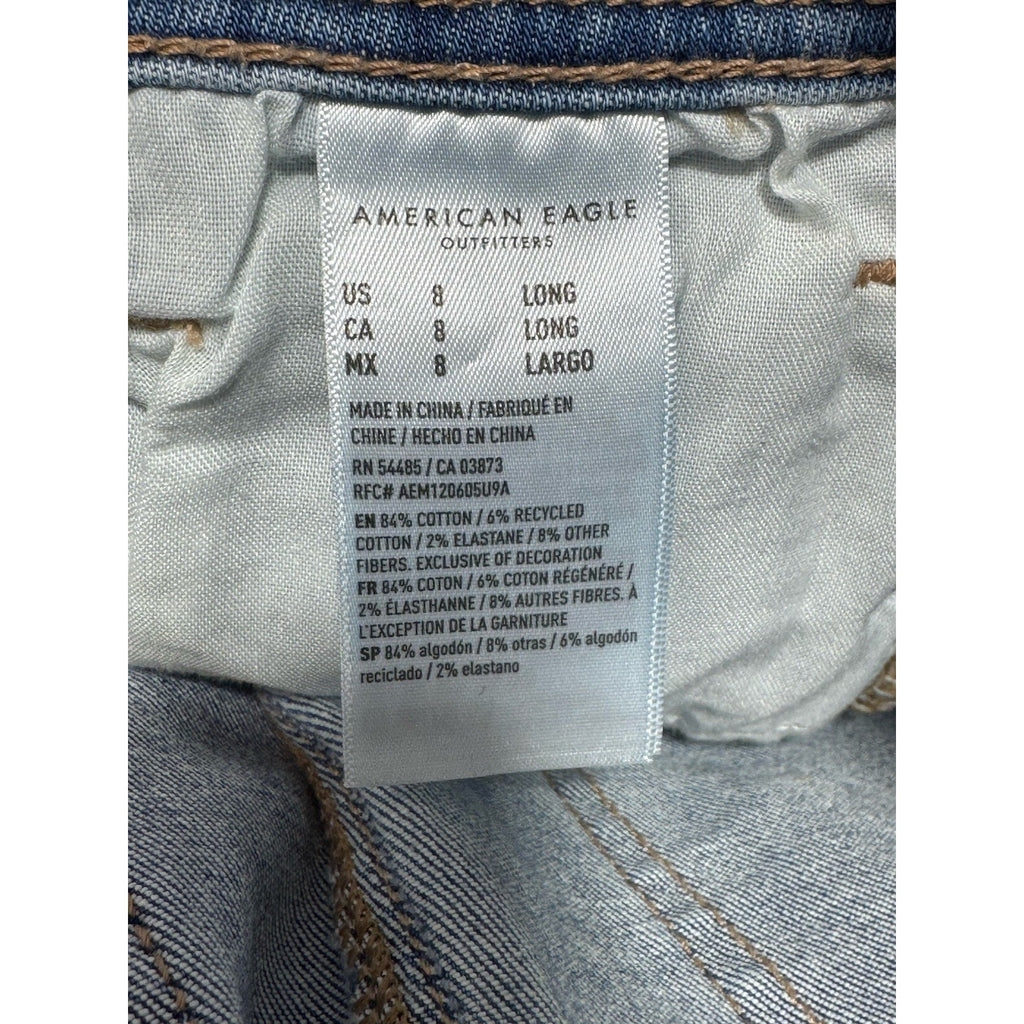 AMERICAN EAGLE
OUTFITTERS
US 8 LONG
CA 8 LONG
MX 8 LARGO
MADE IN CHINA / FABRIQUÉ EN
CHINE / HECHO EN CHINA
RN 54485 / CA 03873
RFC# AEM120605U9A
EN 84% COTTON / 6% RECYCLED
COTTON / 2% ELASTANE / 8% OTHER
FIBERS. EXCLUSIVE OF DECORATION
FR 84% COTON / 6% COTON RÉGÉNÉRÉ /
2% ÉLASTHANNE / 8% AUTRES FIBRES. À
L'EXCEPTION DE LA GARNITURE
SP 84% algodón / 8% otras / 6% algodón
reciclado / 2% elastano